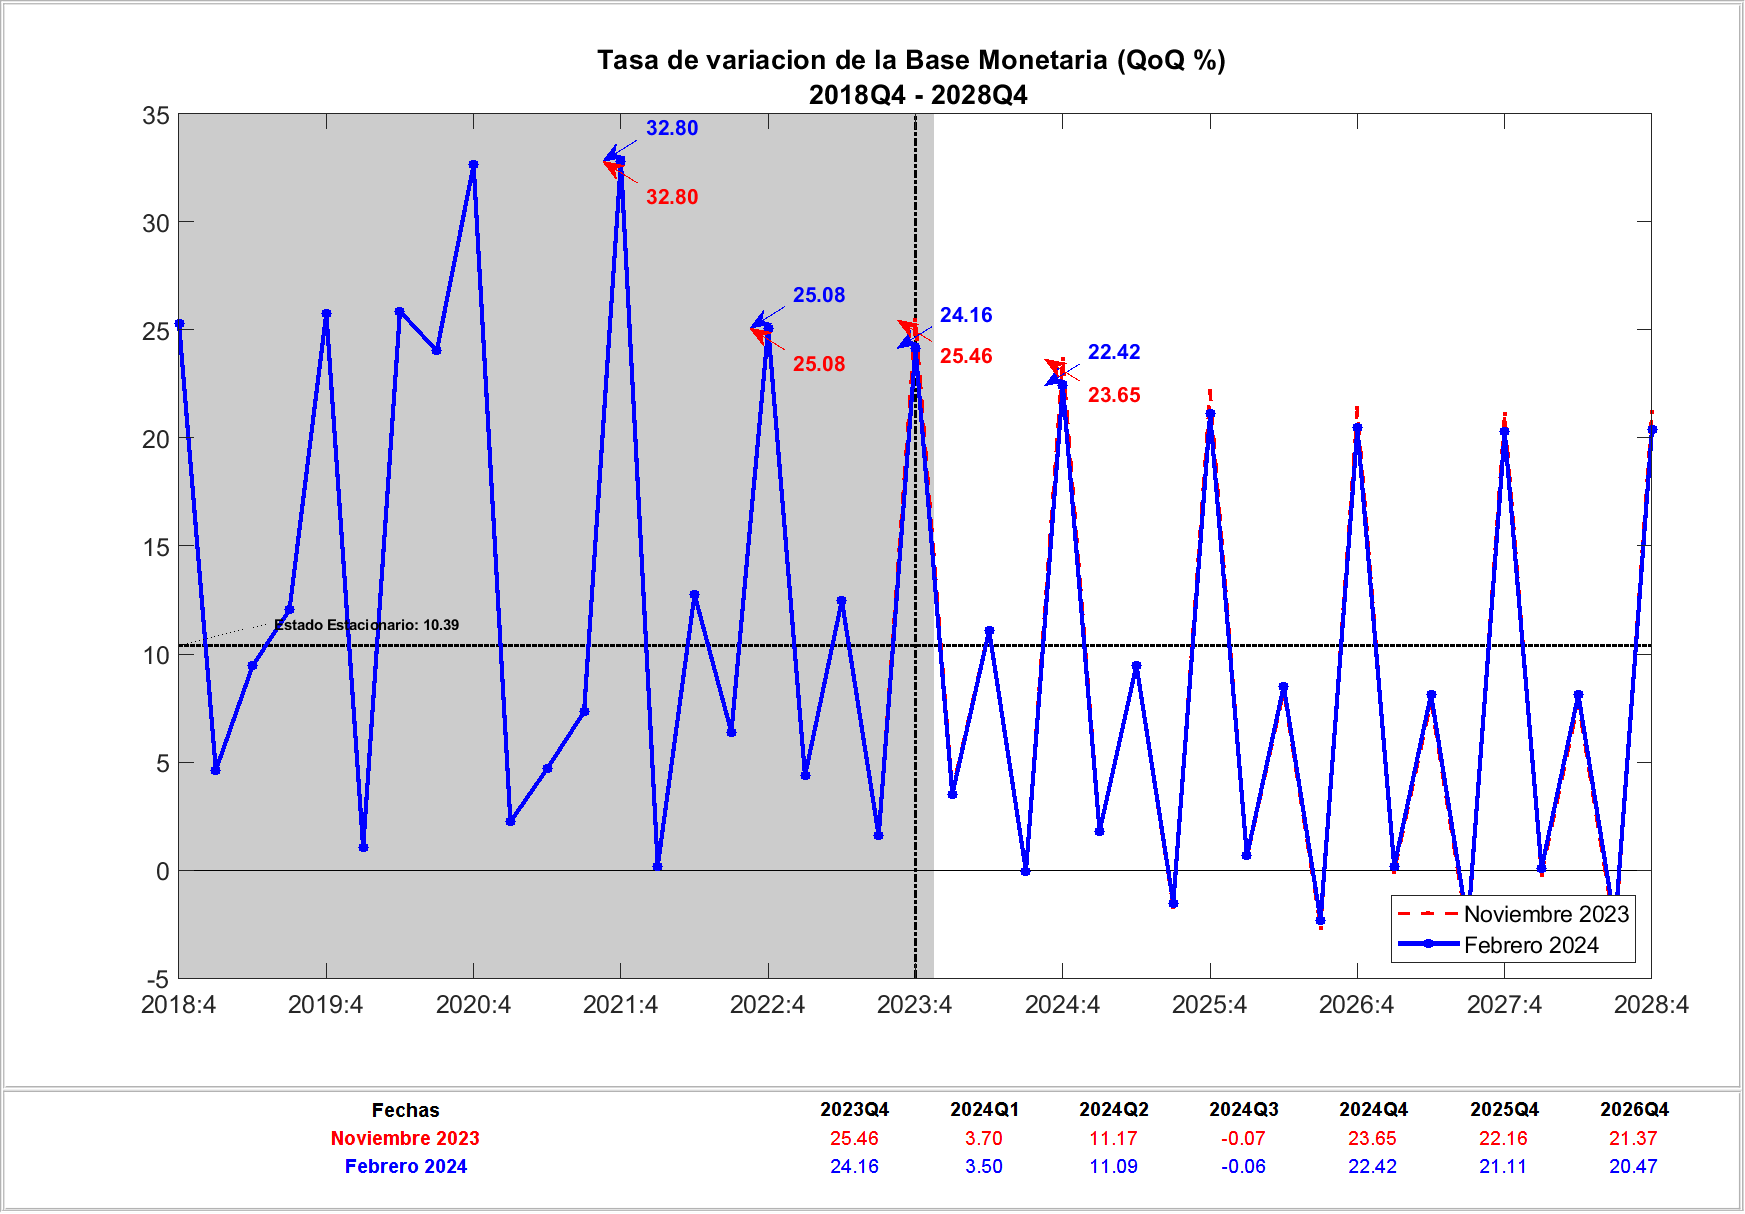 Tasa de variacion de la Base Monetaria (QoQ %)
2018Q4 - 2028Q4
35
30
25
20
15
10
5
0
-5
32.80
32.80
25.08
25.08
24.16
25.46
22.42
23.65
Estado Estacionario: 10.39
Noviembre 2023
Febrero 2024
2018:4 2019:4 2020:4 2021:4 2022:4 2023:4 2024:4 2025:4 2026:4 2027:4 2028:4
Fechas 2023Q4 2024Q1 2024Q2 2024Q3 2024Q4 2025Q4 2026Q4
Noviembre 2023 25.46 3.70 11.17 -0.07 23.65 22.16 21.37
Febrero 2024 24.16 3.50 11.09 -0.06 22.42 21.11 20.47